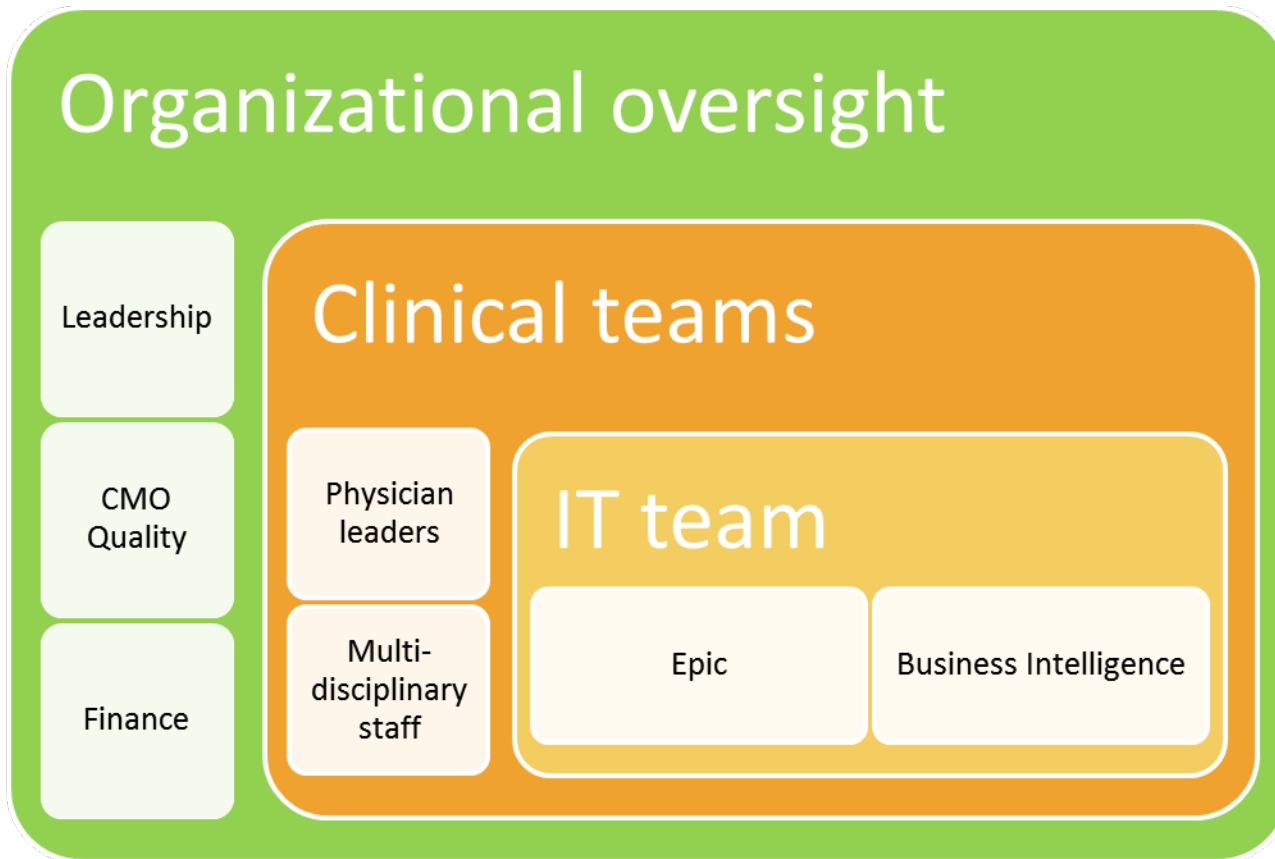 Organizational oversight
Leadership
CMO
Quality
Finance
Clinical teams
Physician
leaders
Multi-
disciplinary
staff
IT team
Epic
Business Intelligence